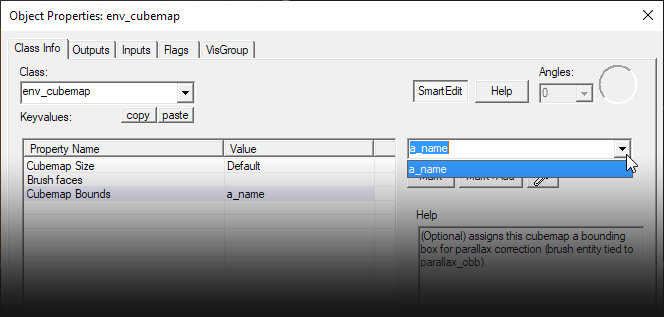 Object Properties: env_cubemap
Class Info Outputs Inputs Flags VisGroup
Class:
env_cubemap
SmartEdit Help
Angles:
0
Keyvalues: copy paste
Property Name Value
Cubemap Size Default
Brush faces
Cubemap Bounds a_name
a_name
a_name
Mark Mark+Add
Help
(Optional) assigns this cubemap a bounding
box for parallax correction (brush entity tied to
parallax_obb).